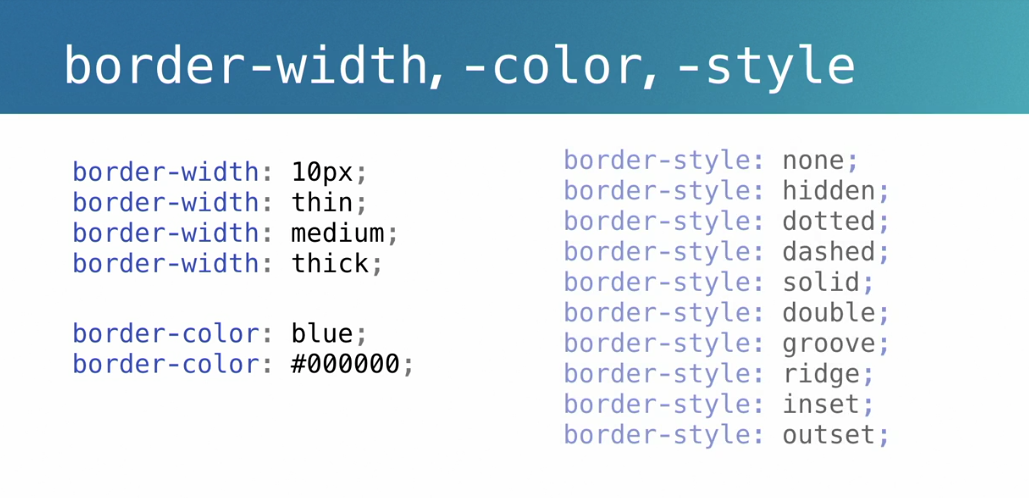 border-width, -color, -style
border-width: 10px;
border-width: thin;
border-width: medium;
border-width: thick;
border-color: blue;
border-color: #000000;
border-style: none;
border-style: hidden;
border-style: dotted;
border-style: dashed;
border-style: solid;
border-style: double;
border-style: groove;
border-style: ridge;
border-style: inset;
border-style: outset;